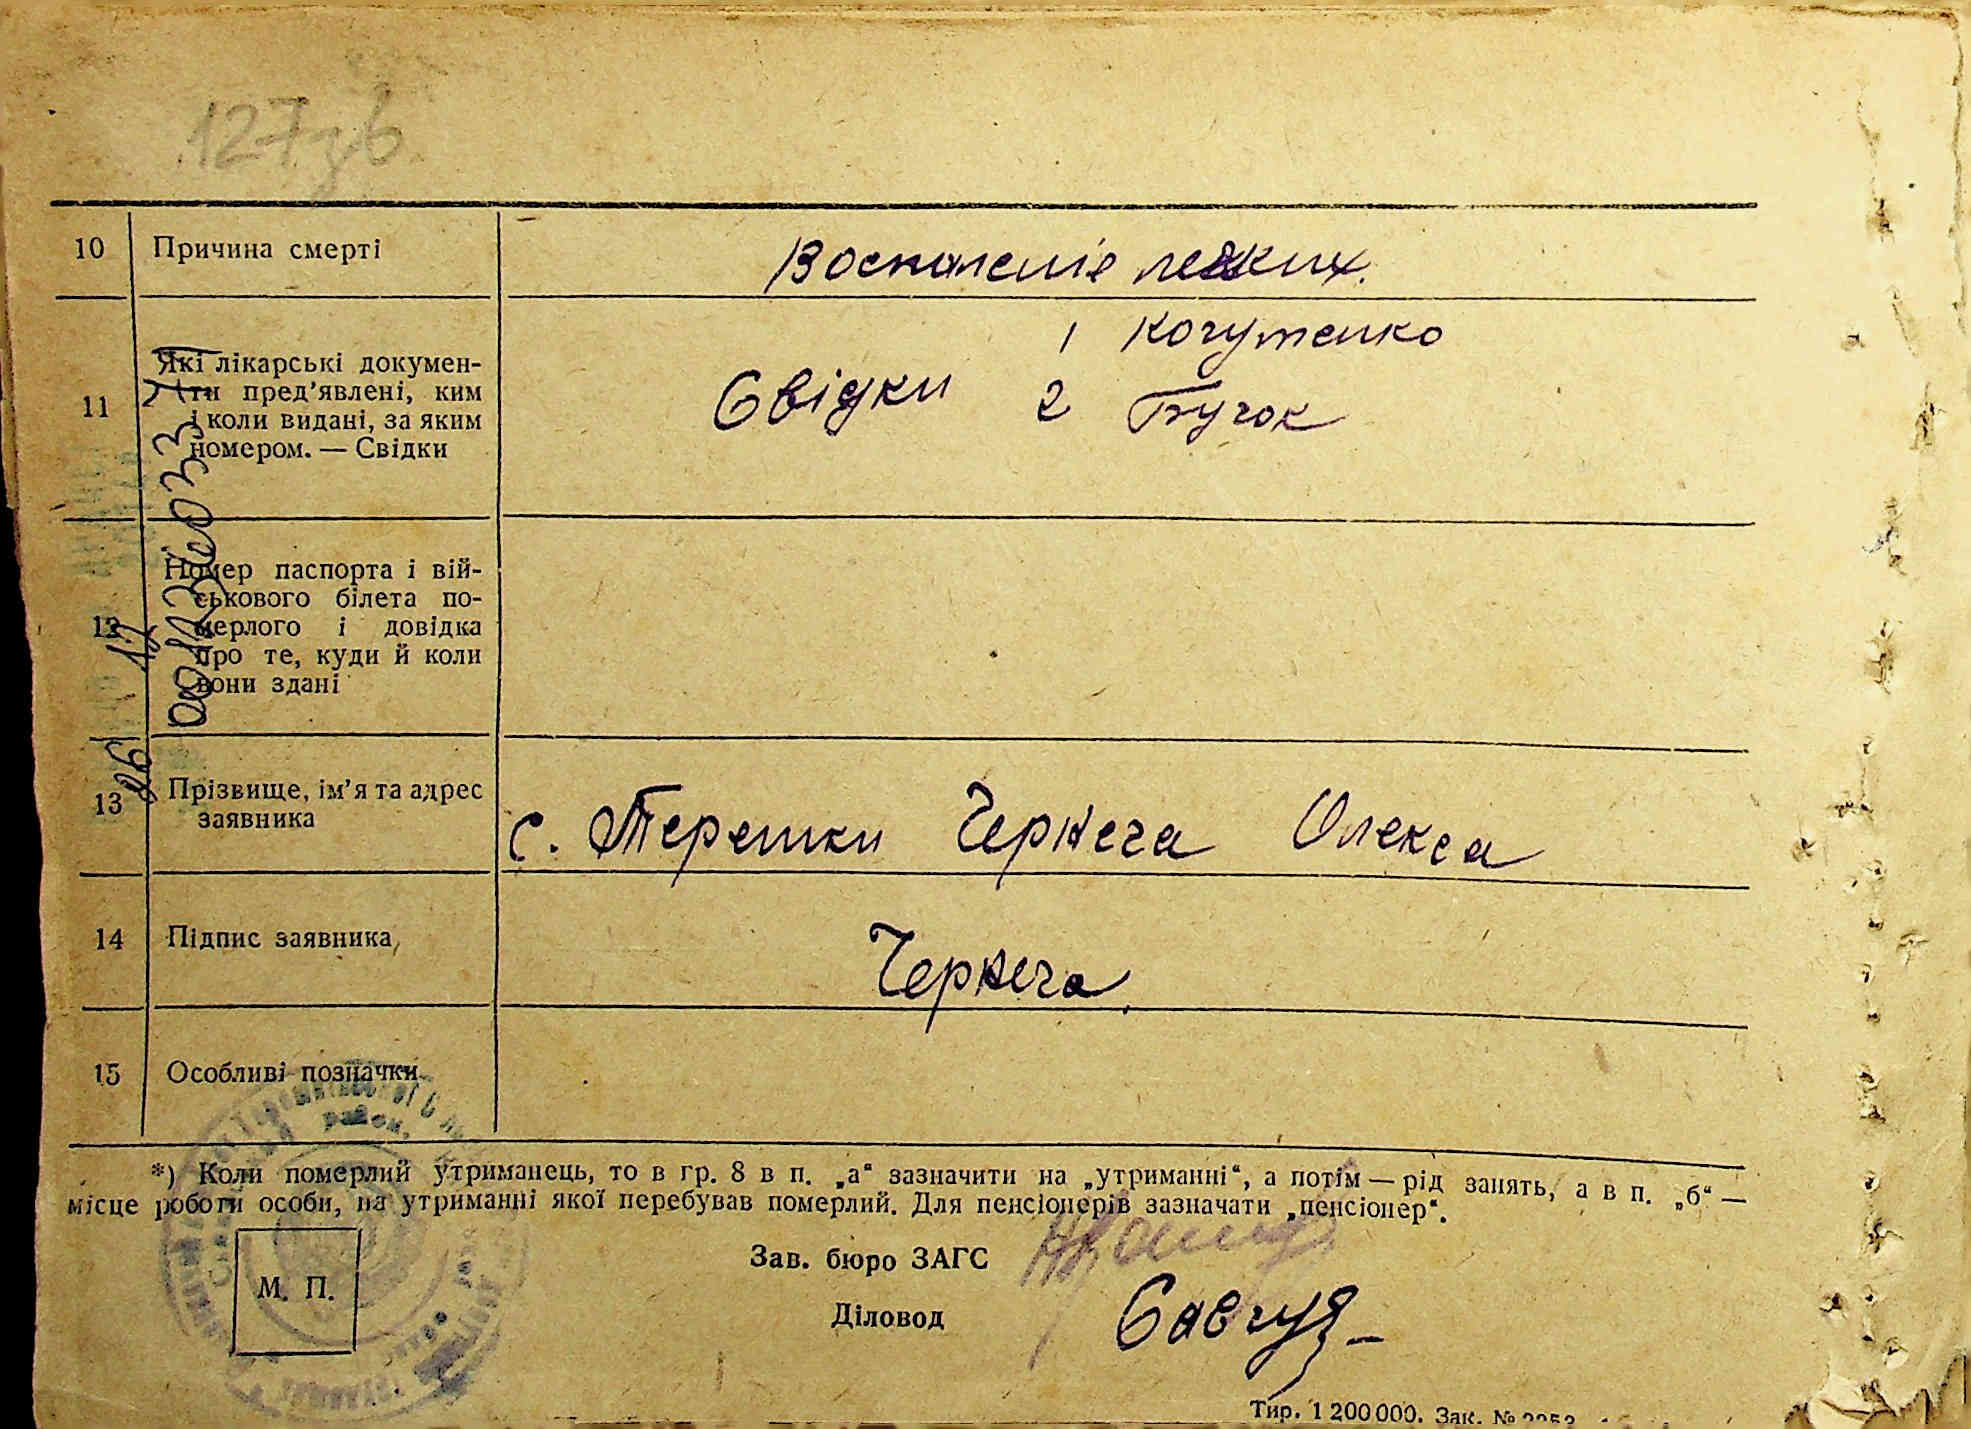 127зв
10 Причина смерті
Воспаленіе легких.
11 Які лікарські докумен-
ти пред'явлені, ким
і коли видані, за яким
номером. — Свідки
Свідки 1 Когутенко
2 Бугок
12 Номер паспорта і вій-
ськового білета по-
мерлого і довідка
про те, куди й коли
вони здані
13 Прізвище, ім'я та адрес
заявника
с. Терешки Чернега Олекса
14 Підпис заявника
Чернега
15 Особливі позначки
район.
*) Коли померлий утриманець, то в гр. 8 в п. „а“ зазначити на „утриманні“, а потім — рід занять, а в п. „б“ —
місце роботи особи, на утриманні якої перебував померлий. Для пенсіонерів зазначати „пенсіонер“.
М. П.
Зав. бюро ЗАГС
Діловод
Тир. 1 200 000. Зак. №